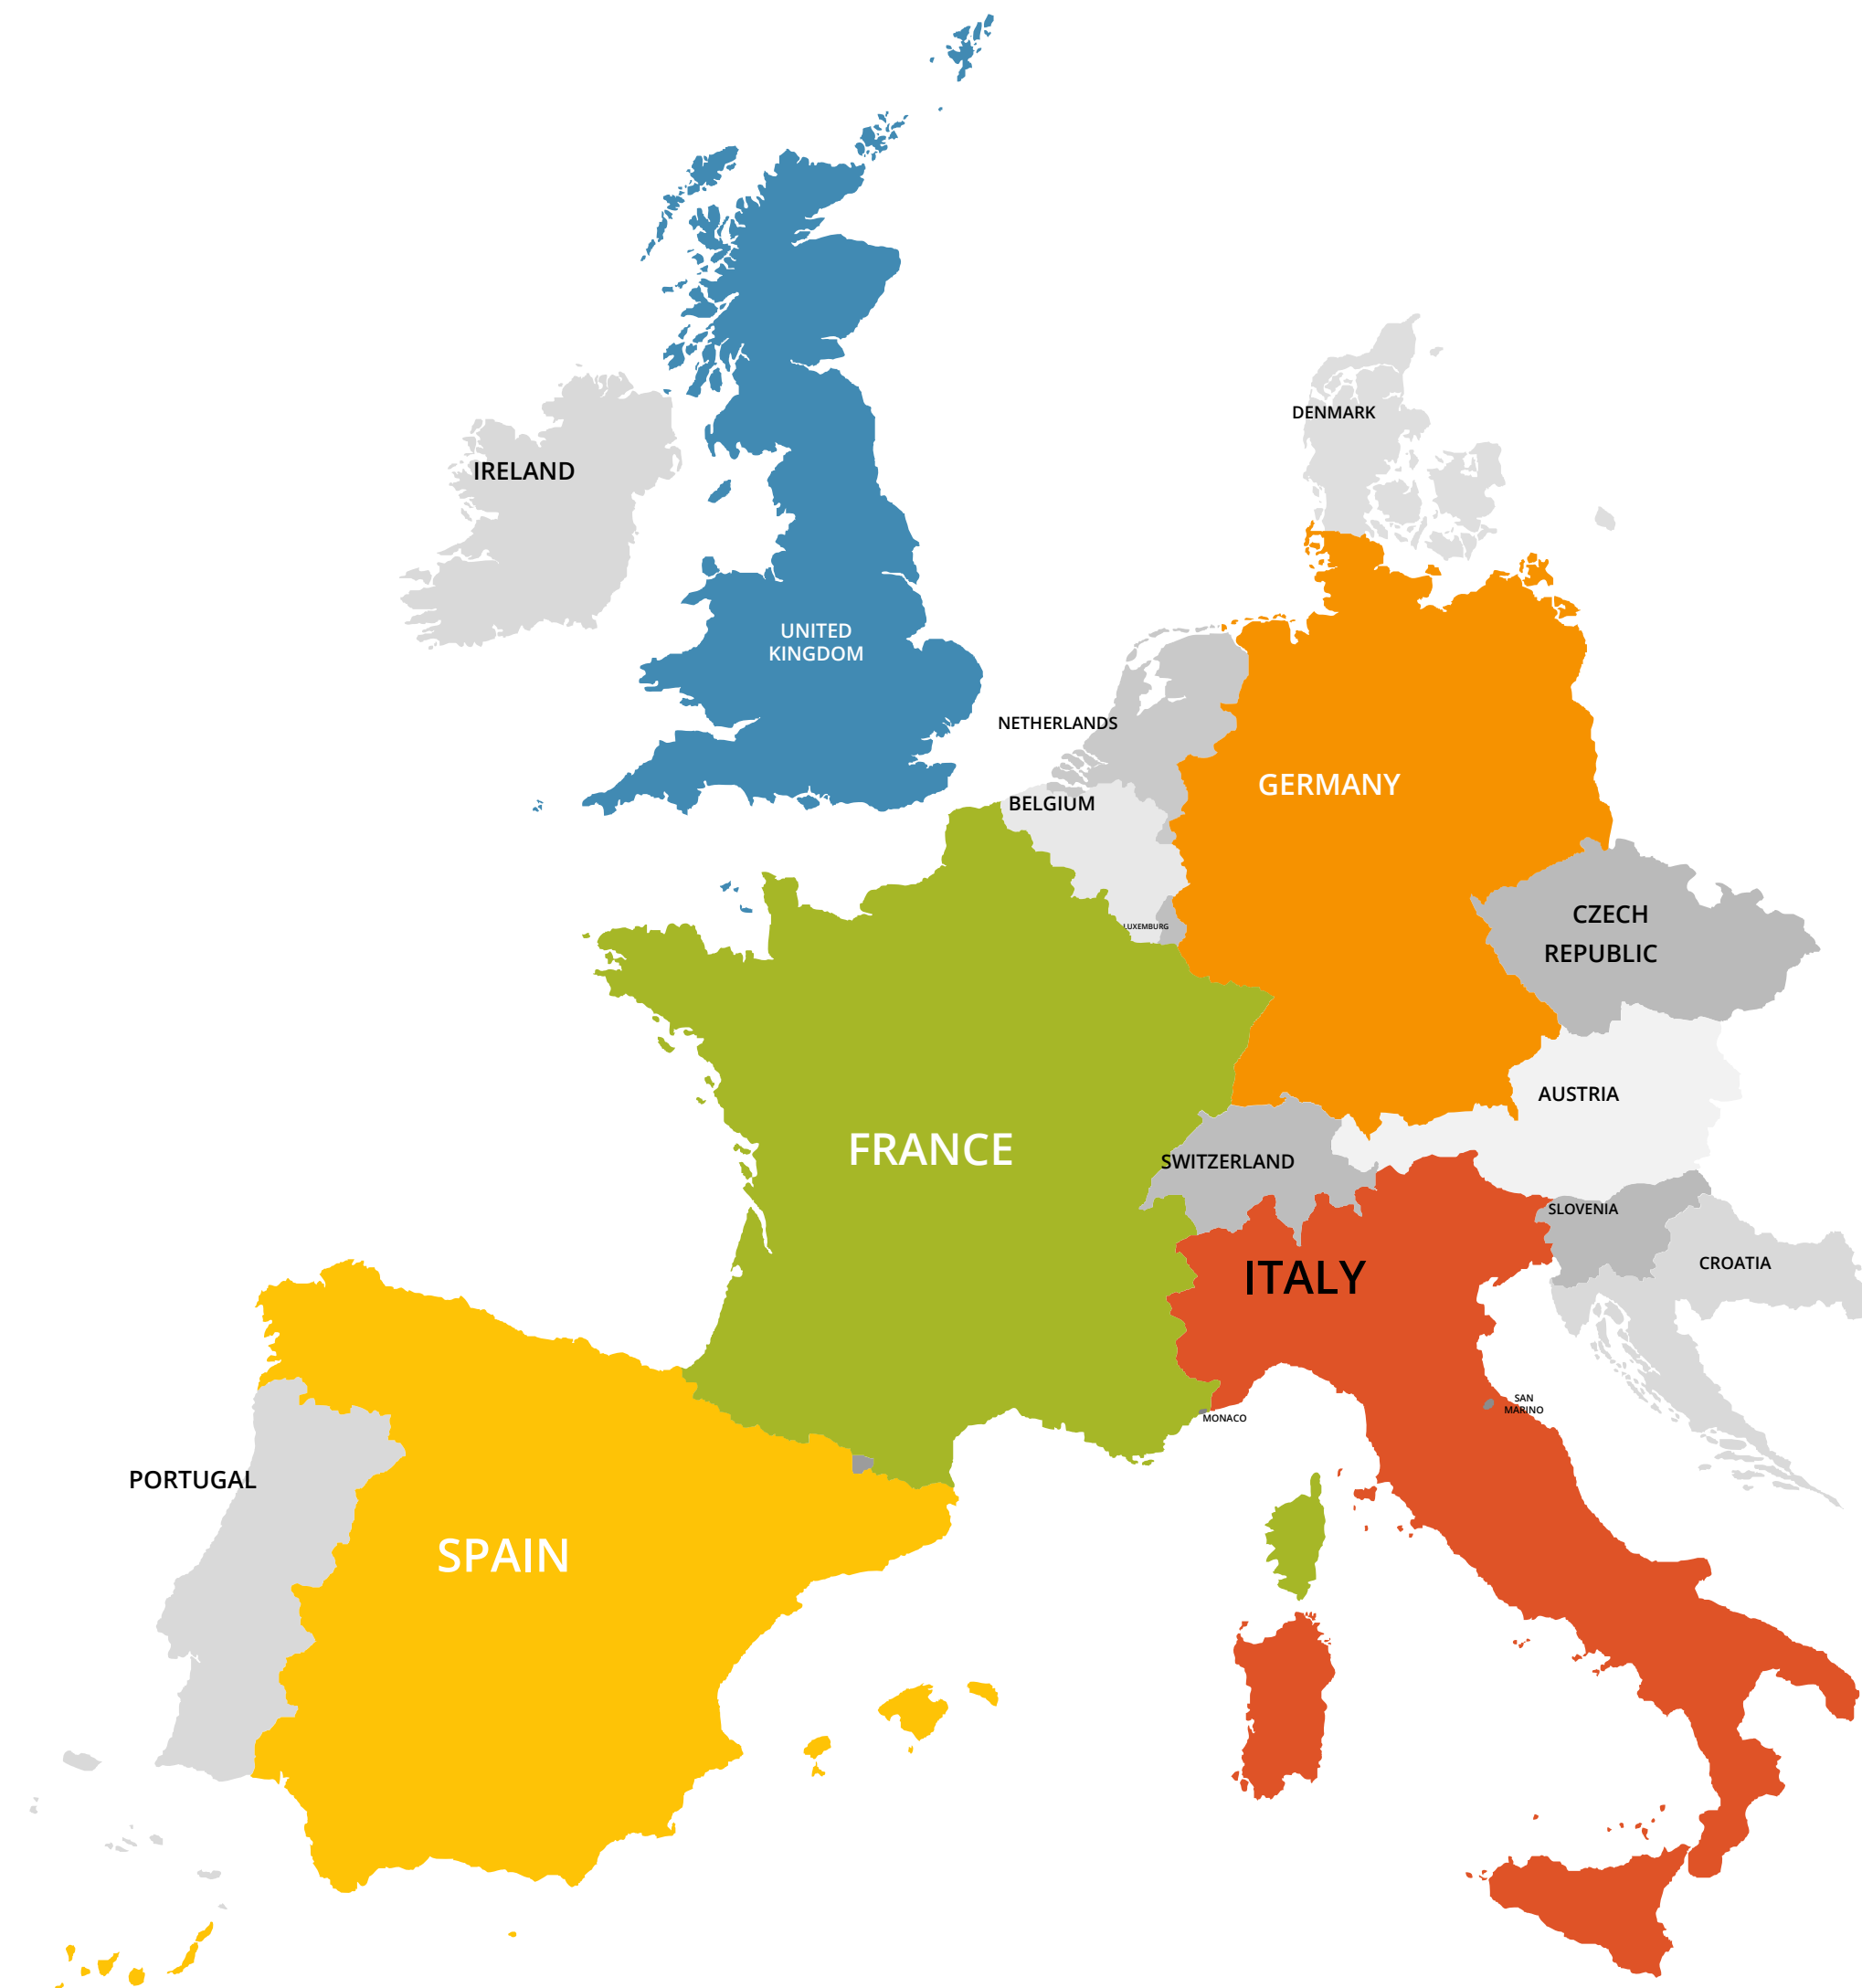 DENMARK
IRELAND
UNITED
KINGDOM
NETHERLANDS
GERMANY
BELGIUM
CZECH
LUXEMBURG
REPUBLIC
AUSTRIA
FRANCE
SWITZERLAND
SLOVENIA
CROATIA
ITALY
SAN
MARINO
MONACO
PORTUGAL
SPAIN